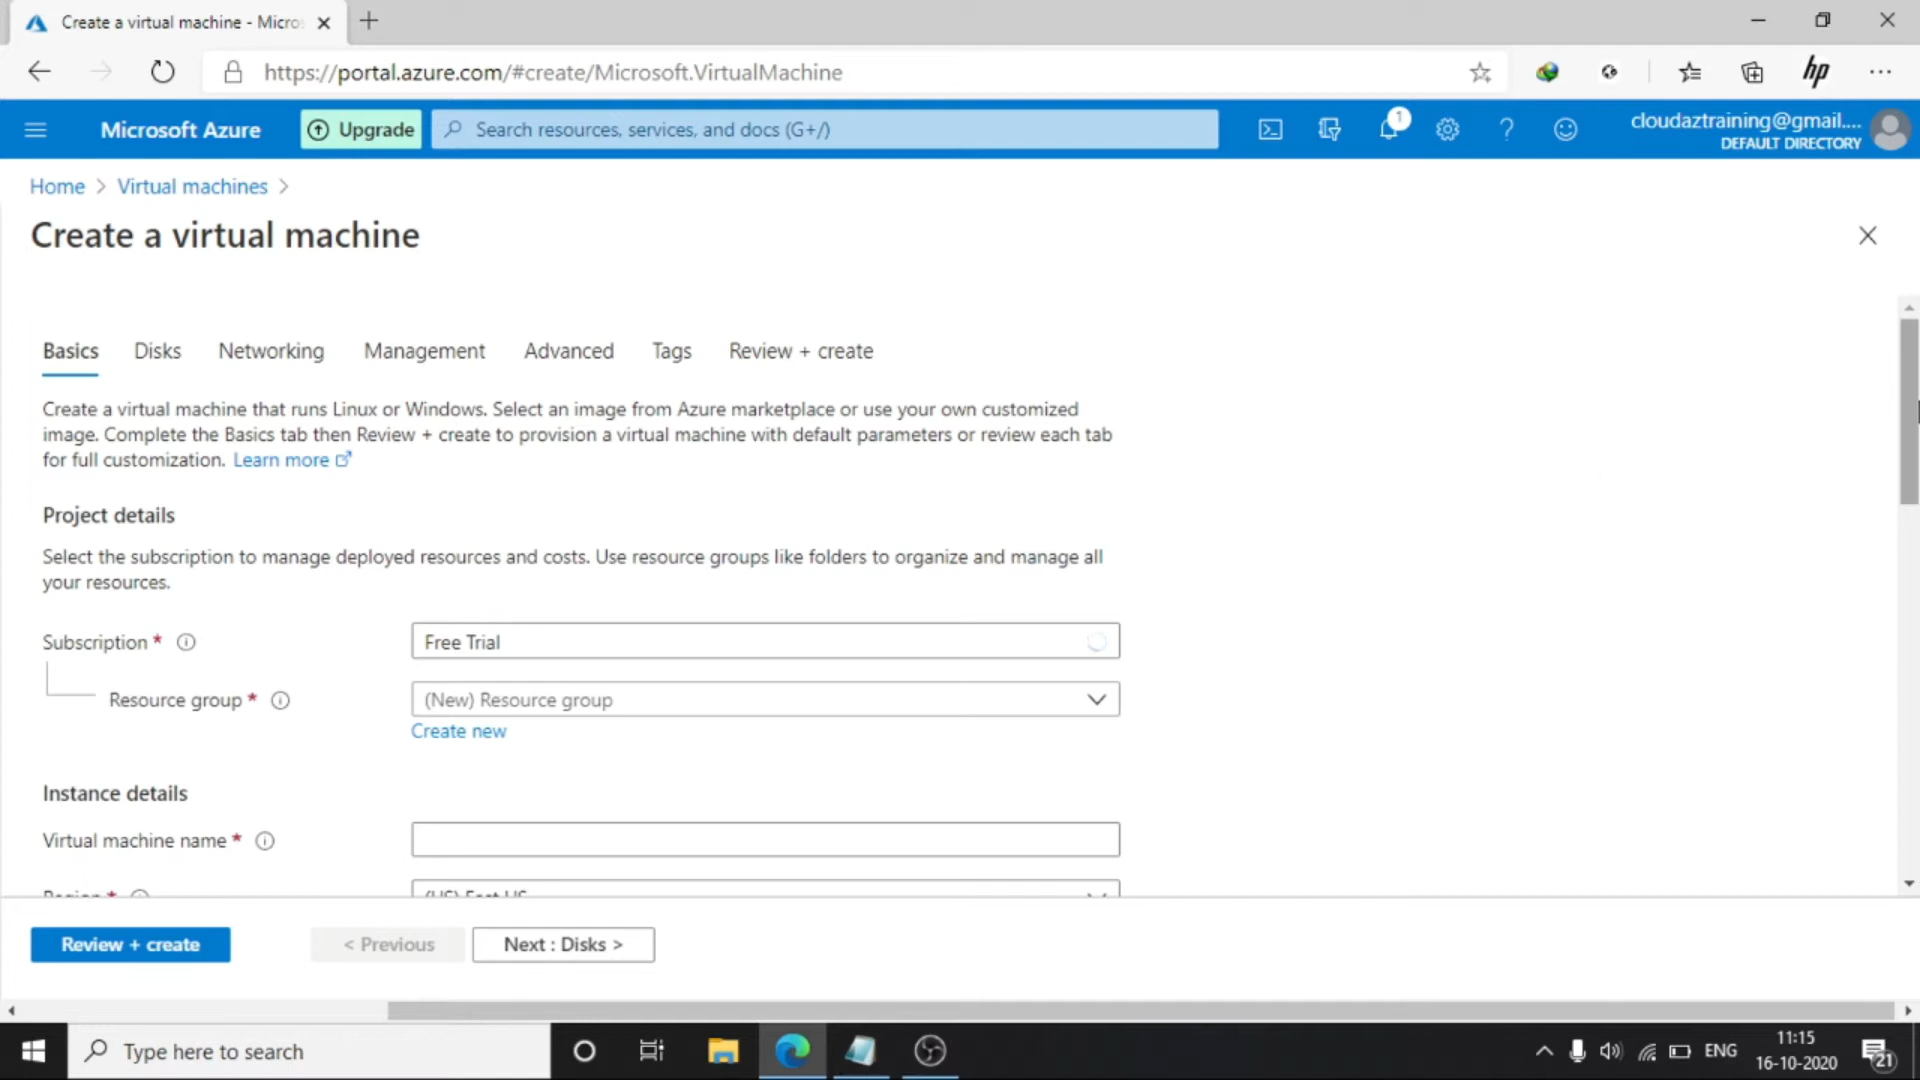 Create a virtual machine - Micro
https://portal.azure.com/#create/Microsoft.VirtualMachine
hp
Microsoft Azure
Upgrade
Search resources, services, and docs (G+/)
1
cloudaztraining@gmail....
DEFAULT DIRECTORY
Home > Virtual machines >
Create a virtual machine
Basics Disks Networking Management Advanced Tags Review + create
Create a virtual machine that runs Linux or Windows. Select an image from Azure marketplace or use your own customized
image. Complete the Basics tab then Review + create to provision a virtual machine with default parameters or review each tab
for full customization. Learn more
Project details
Select the subscription to manage deployed resources and costs. Use resource groups like folders to organize and manage all
your resources.
Subscription *
Free Trial
Resource group *
(New) Resource group
Create new
Instance details
Virtual machine name *
Region *
(US) East US
Review + create
< Previous
Next : Disks >
Type here to search
ENG
11:15
16-10-2020
21